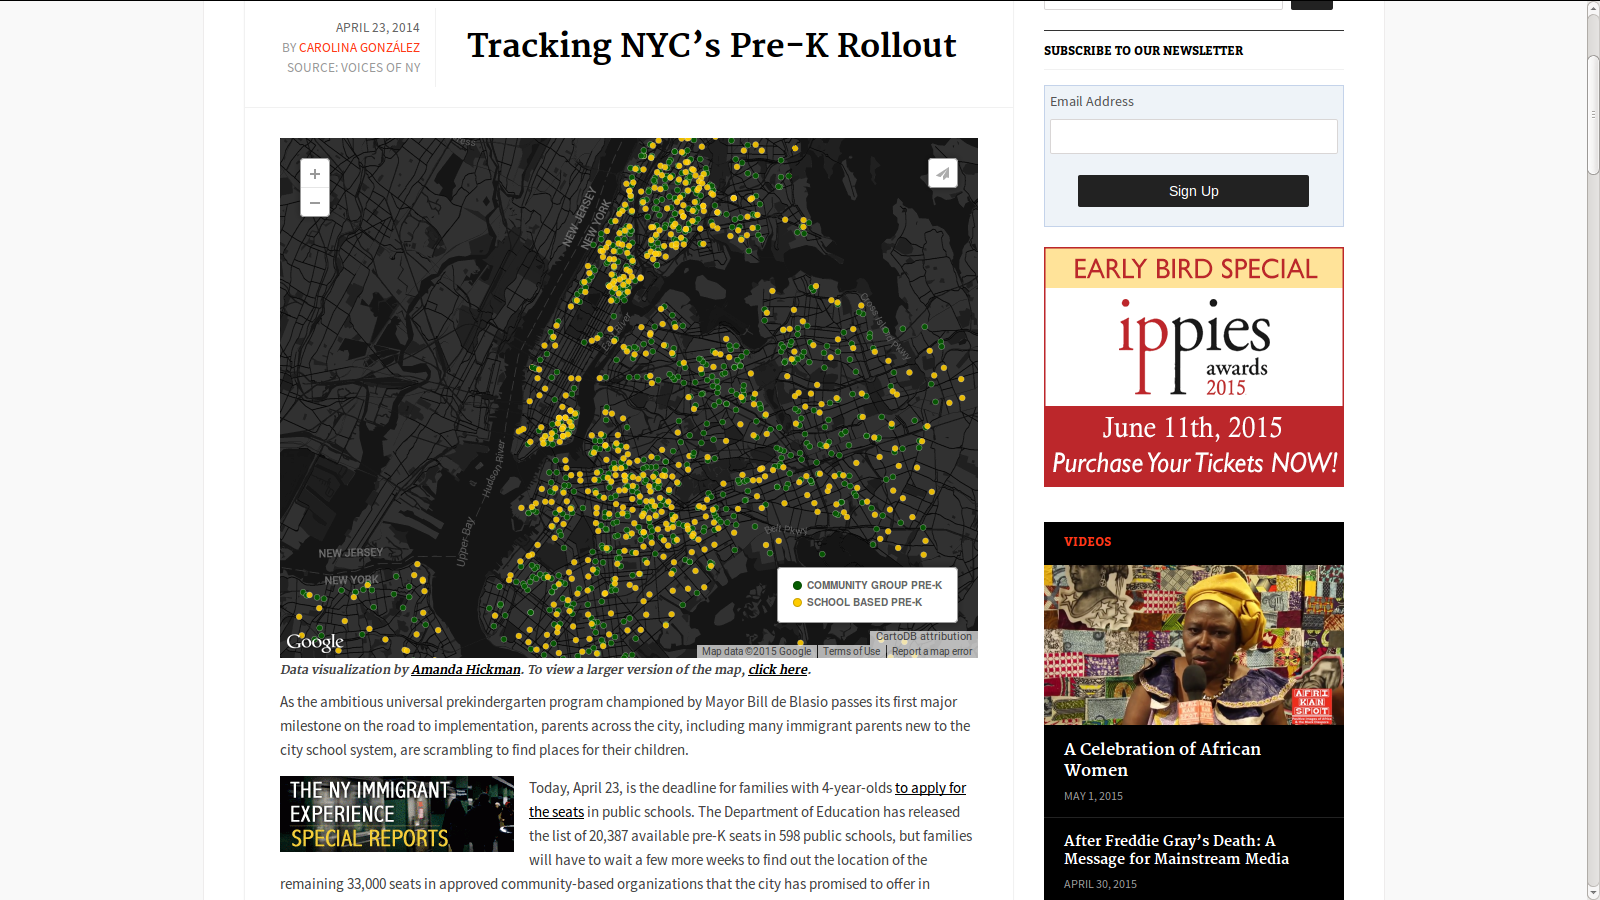 APRIL 23, 2014
BY CAROLINA GONZÁLEZ
SOURCE: VOICES OF NY
Tracking NYC's Pre-K Rollout
+
−
NEW JERSEY
NEW YORK
East River
Cross Island Pkwy
Hudson River
Upper Bay
Belt Pkwy
NEW JERSEY
NEW YORK
COMMUNITY GROUP PRE-K
SCHOOL BASED PRE-K
Google
CartoDB attribution
Map data ©2015 Google
Terms of Use
Report a map error
Data visualization by Amanda Hickman. To view a larger version of the map, click here.
As the ambitious universal prekindergarten program championed by Mayor Bill de Blasio passes its first major
milestone on the road to implementation, parents across the city, including many immigrant parents new to the
city school system, are scrambling to find places for their children.
THE NY IMMIGRANT
EXPERIENCE
SPECIAL REPORTS
Today, April 23, is the deadline for families with 4-year-olds to apply for
the seats in public schools. The Department of Education has released
the list of 20,387 available pre-K seats in 598 public schools, but families
will have to wait a few more weeks to find out the location of the
remaining 33,000 seats in approved community-based organizations that the city has promised to offer in
SUBSCRIBE TO OUR NEWSLETTER
Email Address
Sign Up
EARLY BIRD SPECIAL
ippies
awards
2015
June 11th, 2015
Purchase Your Tickets NOW!
VIDEOS
AFRI
KAN
SPOT
A Celebration of African
Women
MAY 1, 2015
After Freddie Gray's Death: A
Message for Mainstream Media
APRIL 30, 2015